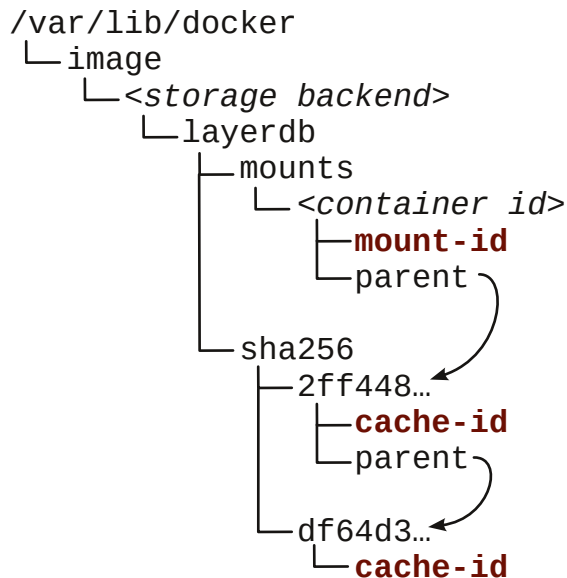 /var/lib/docker
image
<storage backend>
layerdb
mounts
<container id>
mount-id
parent
sha256
2ff448…
cache-id
parent
df64d3…
cache-id